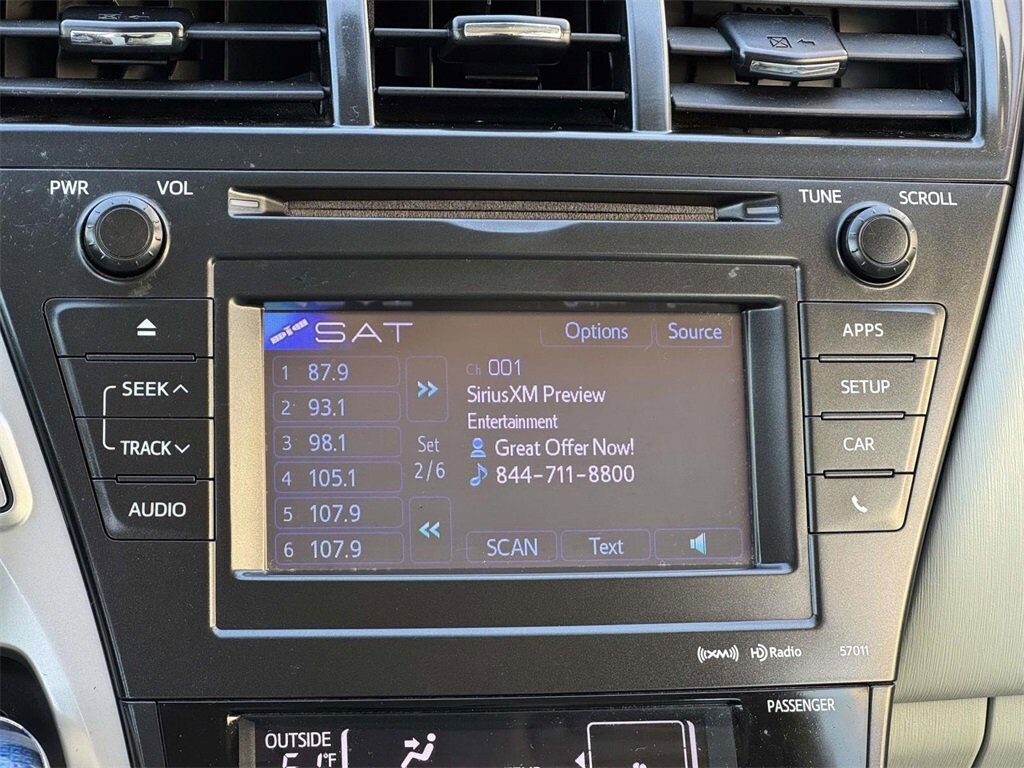 PWR VOL TUNE SCROLL
SAT Options Source
1 87.9
2 93.1
3 98.1
4 105.1
5 107.9
6 107.9
Set
2/6
Ch 001
SiriusXM Preview
Entertainment
Great Offer Now!
844-711-8800
SCAN Text
SEEK
TRACK
AUDIO
APPS
SETUP
CAR
((XM)) HD Radio 57011
PASSENGER
OUTSIDE
°F